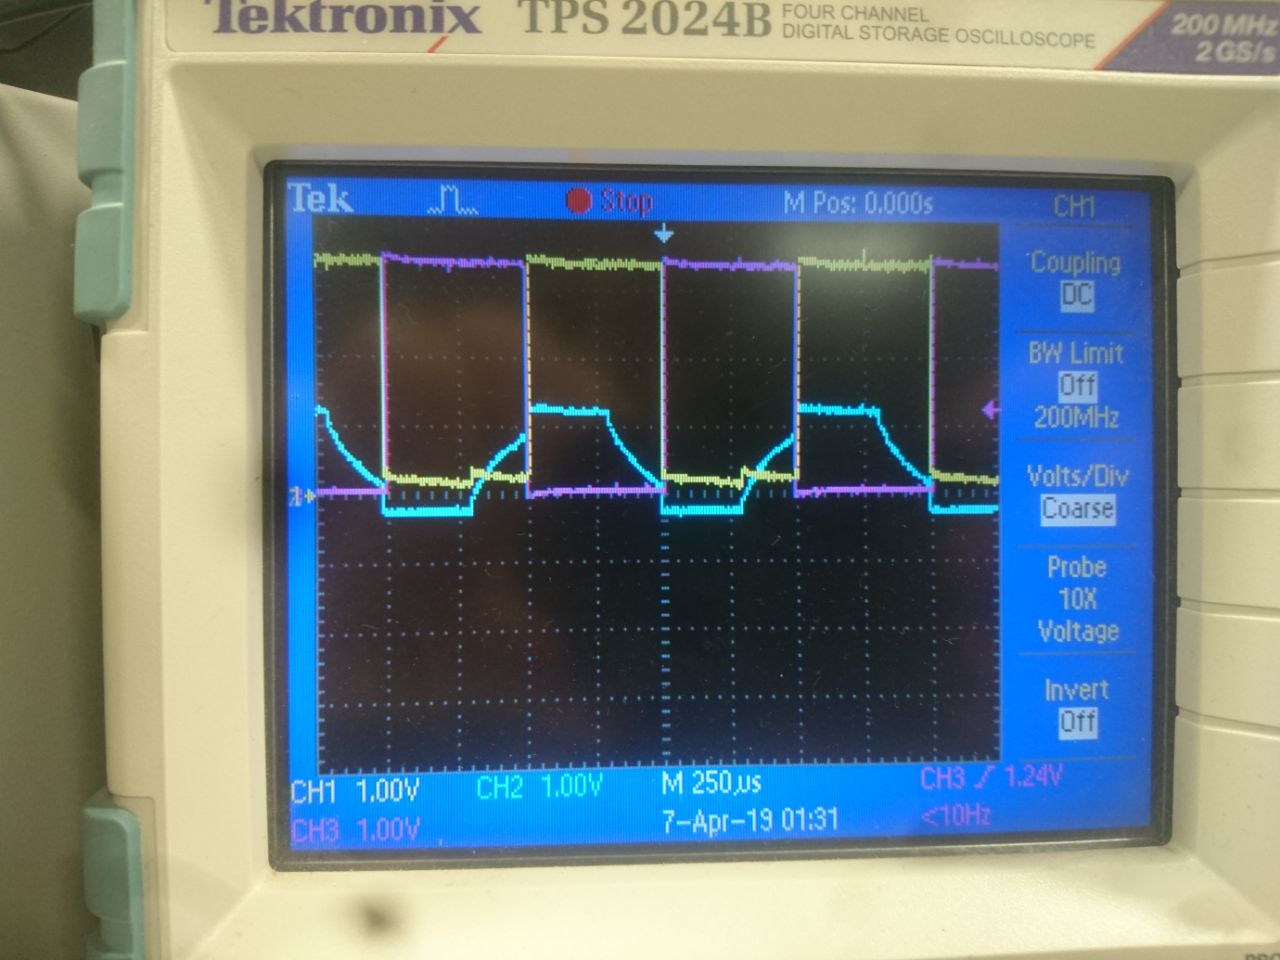 Tektronix TPS 2024B FOUR CHANNEL
DIGITAL STORAGE OSCILLOSCOPE
200 MHz
2 GS/s
Tek Stop M Pos: 0.000s CH1
Coupling
DC
BW Limit
Off
200MHz
Volts/Div
Coarse
Probe
10X
Voltage
Invert
Off
CH1 1.00V CH2 1.00V M 250µs CH3 1.24V
CH3 1.00V 7-Apr-19 01:31 <10Hz